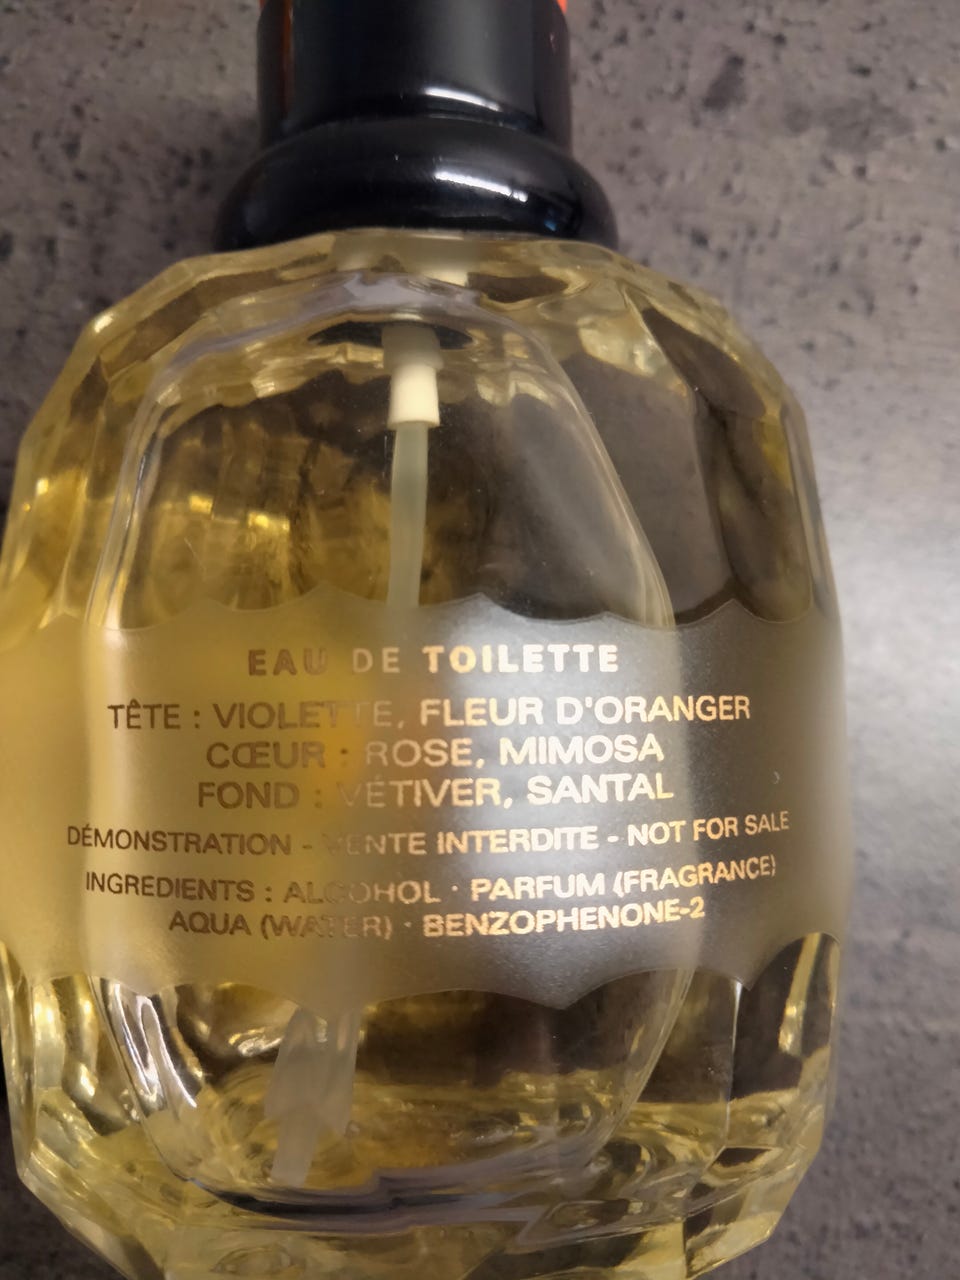 EAU DE TOILETTE
TÊTE : VIOLETTE, FLEUR D'ORANGER
CŒUR : ROSE, MIMOSA
FOND : VÉTIVER, SANTAL
DÉMONSTRATION - VENTE INTERDITE - NOT FOR SALE
INGREDIENTS : ALCOHOL · PARFUM (FRAGRANCE)
AQUA (WATER) · BENZOPHENONE-2